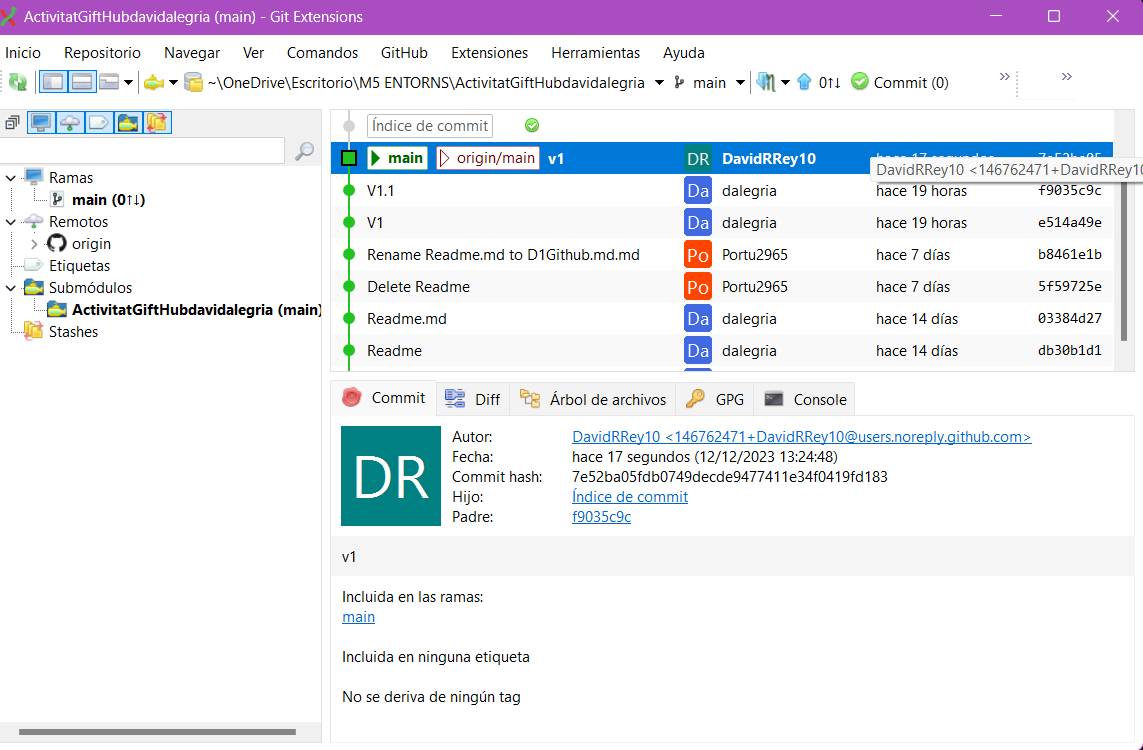 ActivitatGiftHubdavidalegria (main) - Git Extensions
Inicio Repositorio Navegar Ver Comandos GitHub Extensiones Herramientas Ayuda
~\OneDrive\Escritorio\M5 ENTORNS\ActivitatGiftHubdavidalegria main 0↑↓ Commit (0) » »
Ramas
main (0↑↓)
Remotos
origin
Etiquetas
Submódulos
ActivitatGiftHubdavidalegria (main)
Stashes
Índice de commit
main origin/main v1 DR DavidRRey10
DavidRRey10 <146762471+DavidRRey10
V1.1 Da dalegria hace 19 horas f9035c9c
V1 Da dalegria hace 19 horas e514a49e
Rename Readme.md to D1Github.md.md Po Portu2965 hace 7 días b8461e1b
Delete Readme Po Portu2965 hace 7 días 5f59725e
Readme.md Da dalegria hace 14 días 03384d27
Readme Da dalegria hace 14 días db30b1d1
Commit Diff Árbol de archivos GPG Console
DR
Autor: DavidRRey10 <146762471+DavidRRey10@users.noreply.github.com>
Fecha: hace 17 segundos (12/12/2023 13:24:48)
Commit hash: 7e52ba05fdb0749decde9477411e34f0419fd183
Hijo: Índice de commit
Padre: f9035c9c
v1
Incluida en las ramas:
main
Incluida en ninguna etiqueta
No se deriva de ningún tag